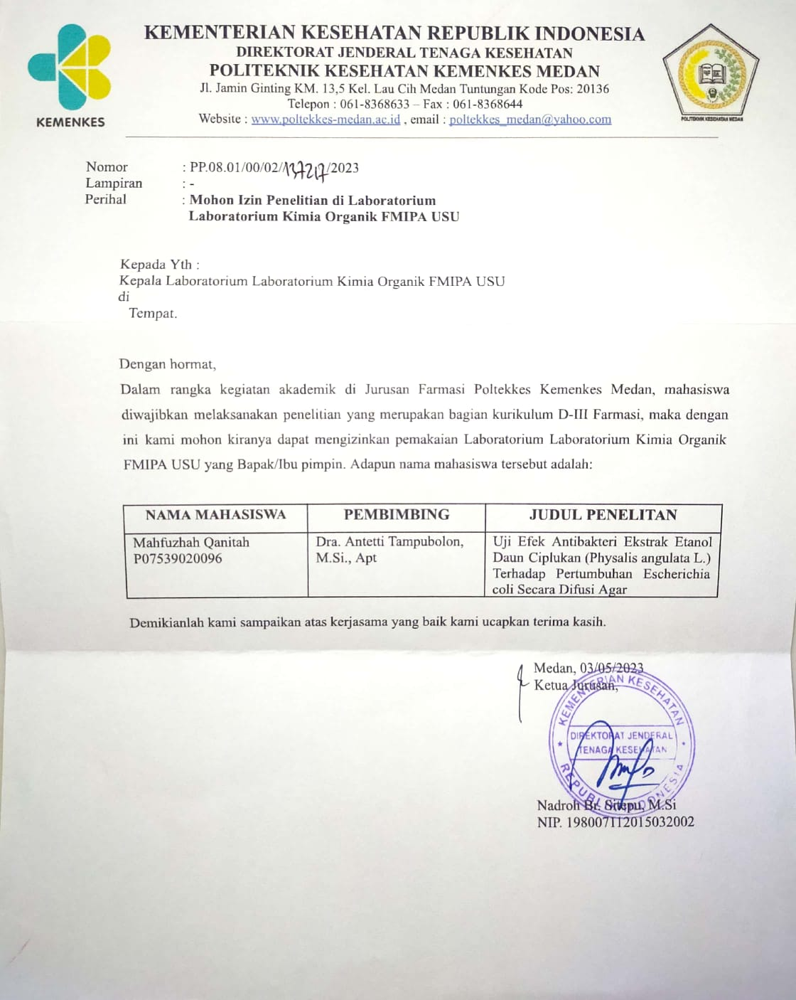 KEMENTERIAN KESEHATAN REPUBLIK INDONESIA
DIREKTORAT JENDERAL TENAGA KESEHATAN
POLITEKNIK KESEHATAN KEMENKES MEDAN
Jl. Jamin Ginting KM. 13,5 Kel. Lau Cih Medan Tuntungan Kode Pos: 20136
Telepon : 061-8368633 – Fax : 061-8368644
Website : www.poltekkes-medan.ac.id , email : poltekkes_medan@yahoo.com
KEMENKES
POLITEKNIK KESEHATAN MEDAN
Nomor : PP.08.01/00/02/137217/2023
Lampiran : -
Perihal : Mohon Izin Penelitian di Laboratorium
Laboratorium Kimia Organik FMIPA USU
Kepada Yth :
Kepala Laboratorium Laboratorium Kimia Organik FMIPA USU
di
Tempat.
Dengan hormat,
Dalam rangka kegiatan akademik di Jurusan Farmasi Poltekkes Kemenkes Medan, mahasiswa
diwajibkan melaksanakan penelitian yang merupakan bagian kurikulum D-III Farmasi, maka dengan
ini kami mohon kiranya dapat mengizinkan pemakaian Laboratorium Laboratorium Kimia Organik
FMIPA USU yang Bapak/Ibu pimpin. Adapun nama mahasiswa tersebut adalah:
NAMA MAHASISWA PEMBIMBING JUDUL PENELITAN
Mahfuzhah Qanitah
P07539020096
Dra. Antetti Tampubolon,
M.Si., Apt
Uji Efek Antibakteri Ekstrak Etanol
Daun Ciplukan (Physalis angulata L.)
Terhadap Pertumbuhan Escherichia
coli Secara Difusi Agar
Demikianlah kami sampaikan atas kerjasama yang baik kami ucapkan terima kasih.
Medan, 03/05/2023
Ketua Jurusan,
KEMENTERIAN KESEHATAN
DIREKTORAT JENDERAL
TENAGA KESEHATAN
REPUBLIK INDONESIA
Nadroh Br. Sitepu, M.Si
NIP. 198007112015032002